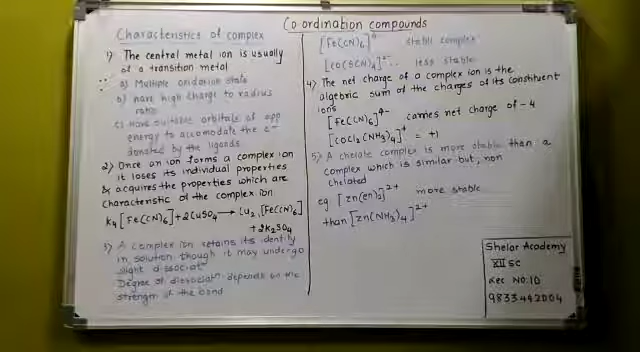 Co ordination compounds
Characteristics of complex
1) The central metal ion is usually
of a transition metal
a) Multiple oxidation state
b) have high charge to radius
ratio
c) Have suitable orbitals of app
energy to accomodate the e-
donated by the ligands
2) Once an ion forms a complex ion
it loses its individual properties
& acquires the properties which are
characteristic of the complex ion
K4[Fe(CN)6]+2CuSO4 → Cu2[Fe(CN)6]
+2K2SO4
3) A complex ion retains its identity
in solution though it may undergo
slight dissociatn
Degree of dissociatn depends on the
strength of the bond
[Fe(CN)6]4- stable complex
[Co(SCN)4]2- less stable
4) The net charge of a complex ion is the
algebric sum of the charges of its constituent
ions
[Fe(CN)6]4- carries net charge of -4
[COCl2(NH3)4]+ = +1
5) A chelate complex is more stable than a
complex which is similar but, non
chelated
eg. [Zn(en)2]2+ more stable
than [Zn(NH3)4]2+
Shelar Academy
XII SC
Rec NO. 10